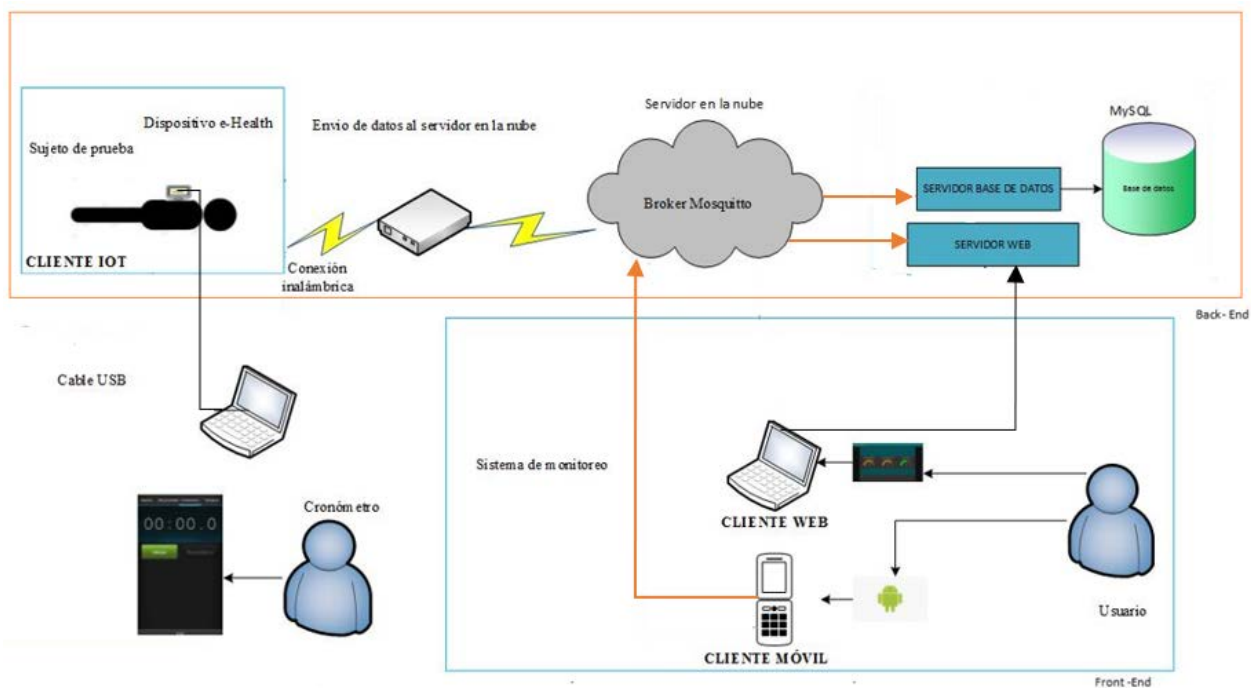 Servidor en la nube
MySQL
Dispositivo e-Health
Envio de datos al servidor en la nube
Sujeto de prueba
SERVIDOR BASE DE DATOS
Base de datos
Broker Mosquitto
SERVIDOR WEB
CLIENTE IOT
Conexión
inalámbrica
Back- End
Cable USB
Sistema de monitoreo
Cronómetro
00:00.0
CLIENTE WEB
Usuario
CLIENTE MÓVIL
Front -End